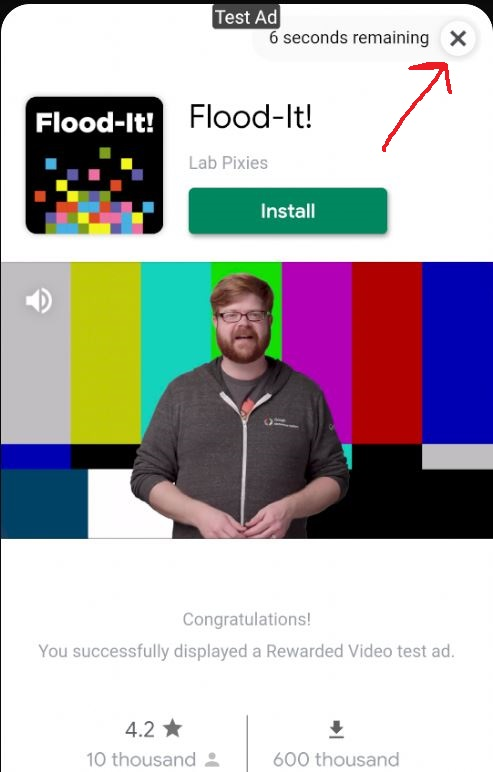 Test Ad
6 seconds remaining
Flood-It!
Flood-It!
Lab Pixies
Install
Congratulations!
You successfully displayed a Rewarded Video test ad.
4.2
10 thousand
600 thousand